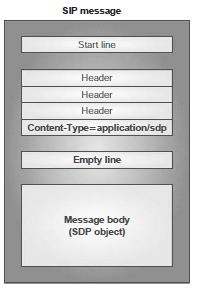 SIP message
Start line
Header
Header
Header
Content-Type=application/sdp
Empty line
Message body
(SDP object)